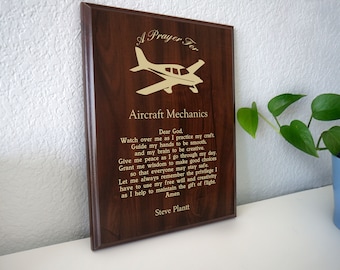 A Prayer For
Aircraft Mechanics
Dear God,
Watch over me as I practice my craft.
Guide my hands to be smooth,
and my brain to be creative.
Give me peace as I go through my day.
Grant me wisdom to make good choices
so that everyone may stay safe.
Let me always remember the privilege I
have to use my free will and creativity
as I help to maintain the gift of flight.
Amen
Steve Plantt